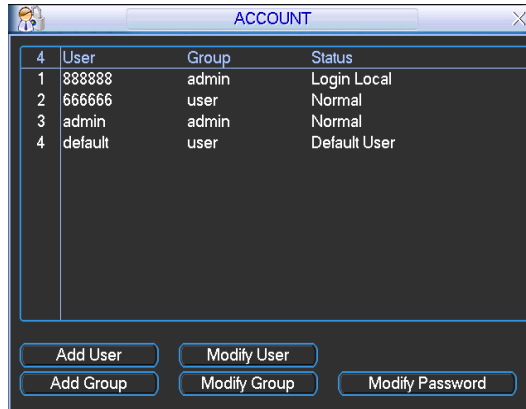 ACCOUNT
4 User Group Status
1 888888 admin Login Local
2 666666 user Normal
3 admin admin Normal
4 default user Default User
Add User Modify User
Add Group Modify Group Modify Password